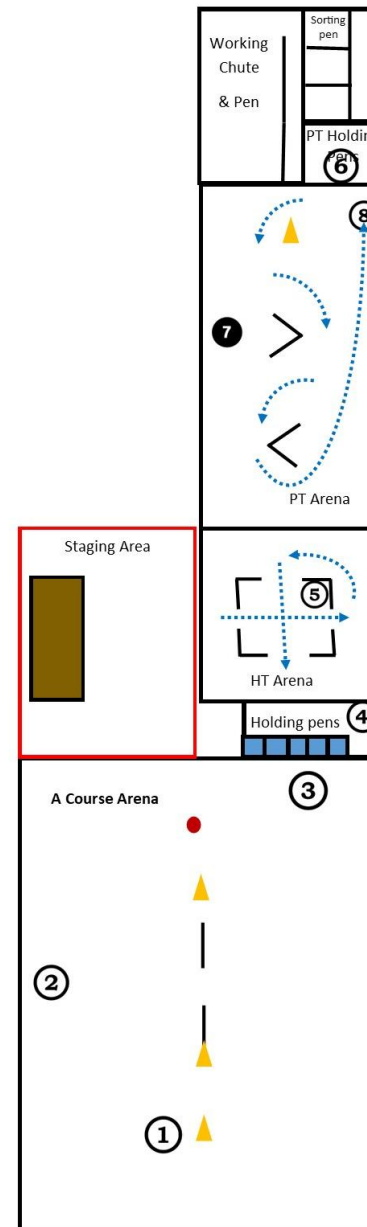 Sorting
pen
Working
Chute
& Pen
PT Holdin
Pens
6
8
7
PT Arena
Staging Area
5
HT Arena
Holding pens
4
3
A Course Arena
2
1